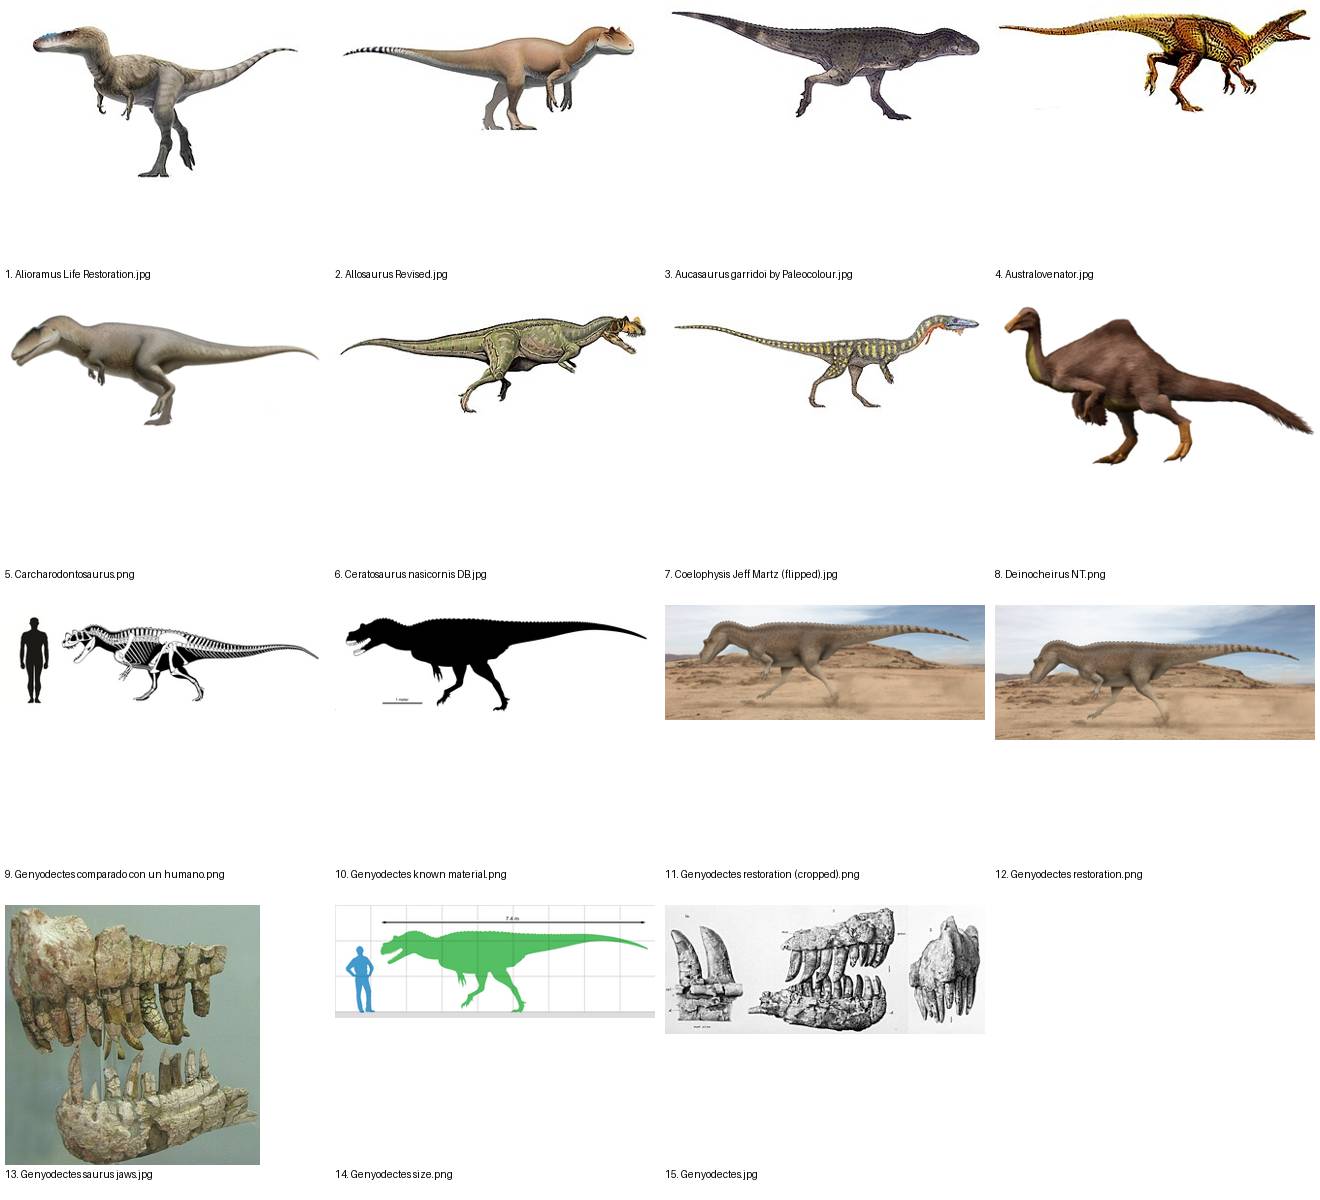 1. Alioramus Life Restoration.jpg
2. Allosaurus Revised.jpg
3. Aucasaurus garridoi by Paleocolour.jpg
4. Australovenator.jpg
5. Carcharodontosaurus.png
6. Ceratosaurus nasicornis DB.jpg
7. Coelophysis Jeff Martz (flipped).jpg
8. Deinocheirus NT.png
1 meter
9. Genyodectes comparado con un humano.png
10. Genyodectes known material.png
11. Genyodectes restoration (cropped).png
12. Genyodectes restoration.png
7.4 m
13. Genyodectes saurus jaws.jpg
14. Genyodectes size.png
15. Genyodectes.jpg